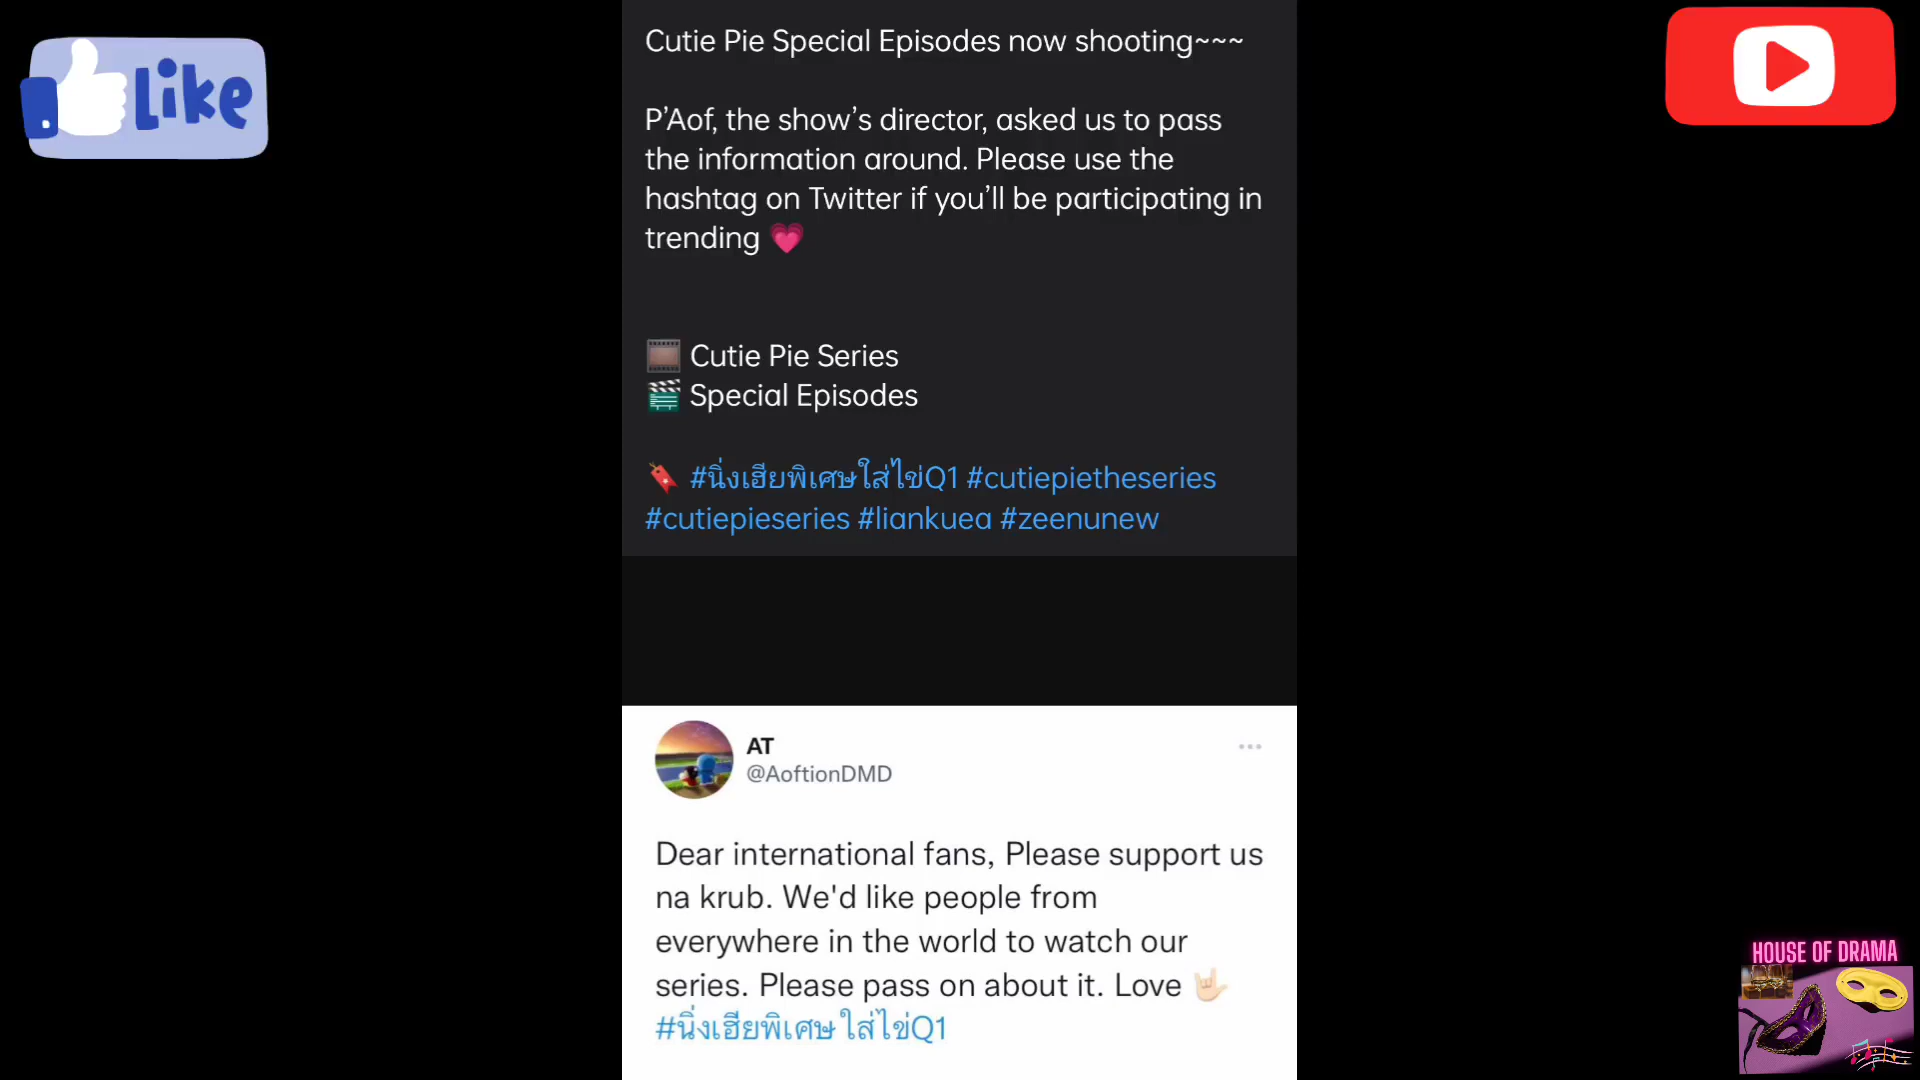 Like
Cutie Pie Special Episodes now shooting~~~
P’Aof, the show’s director, asked us to pass
the information around. Please use the
hashtag on Twitter if you’ll be participating in
trending 💗
🎞️ Cutie Pie Series
🎬 Special Episodes
🔖 #นิ่งเฮียพิเศษใส่ไข่Q1 #cutiepietheseries
#cutiepieseries #liankuea #zeenunew
AT
@AoftionDMD
Dear international fans, Please support us
na krub. We'd like people from
everywhere in the world to watch our
series. Please pass on about it. Love 🤟🏻
#นิ่งเฮียพิเศษใส่ไข่Q1
HOUSE OF DRAMA